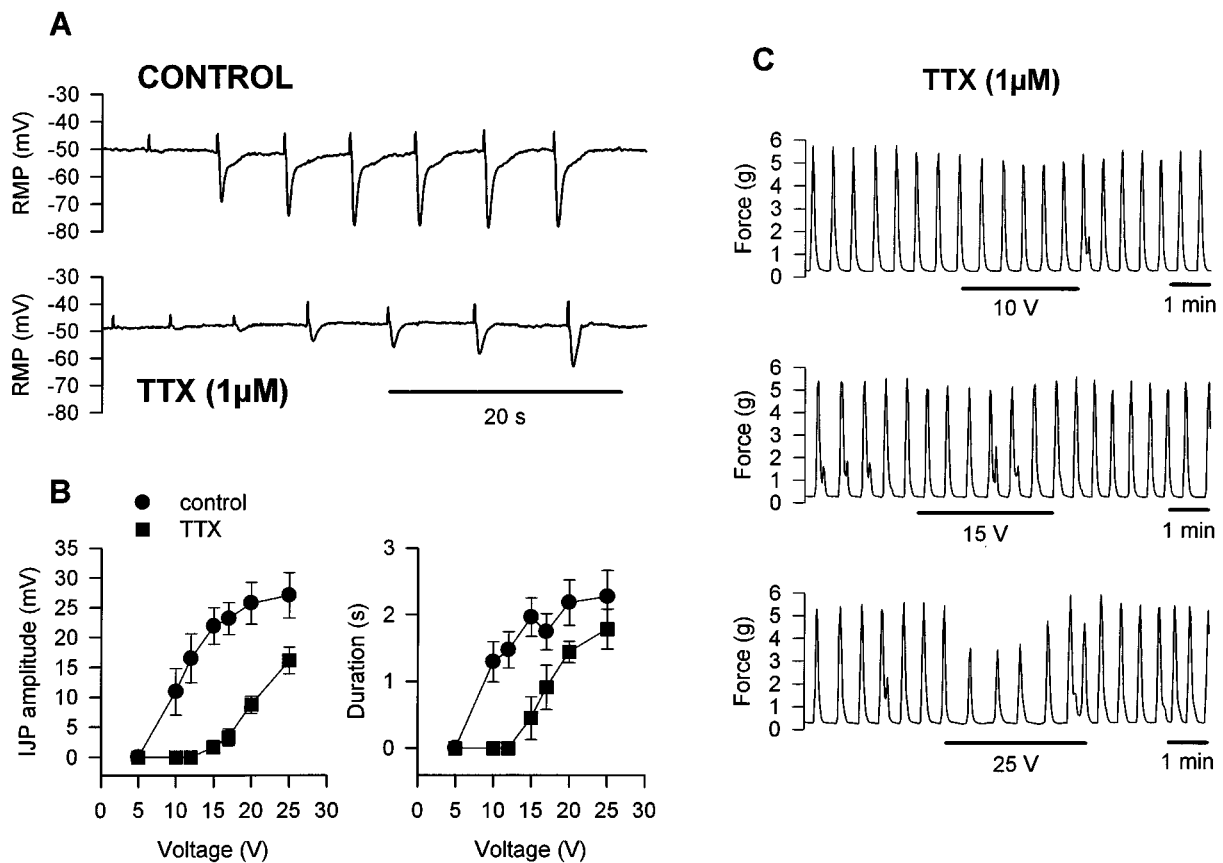 A
CONTROL
RMP (mV)
-30
-40
-50
-60
-70
-80
RMP (mV)
-30
-40
-50
-60
-70
-80
TTX (1µM)
20 s
B
control
TTX
IJP amplitude (mV)
35
30
25
20
15
10
5
0
0 5 10 15 20 25 30
Voltage (V)
Duration (s)
3
2
1
0
0 5 10 15 20 25 30
Voltage (V)
C
TTX (1µM)
Force (g)
6
5
4
3
2
1
0
10 V
1 min
Force (g)
6
5
4
3
2
1
0
15 V
1 min
Force (g)
6
5
4
3
2
1
0
25 V
1 min